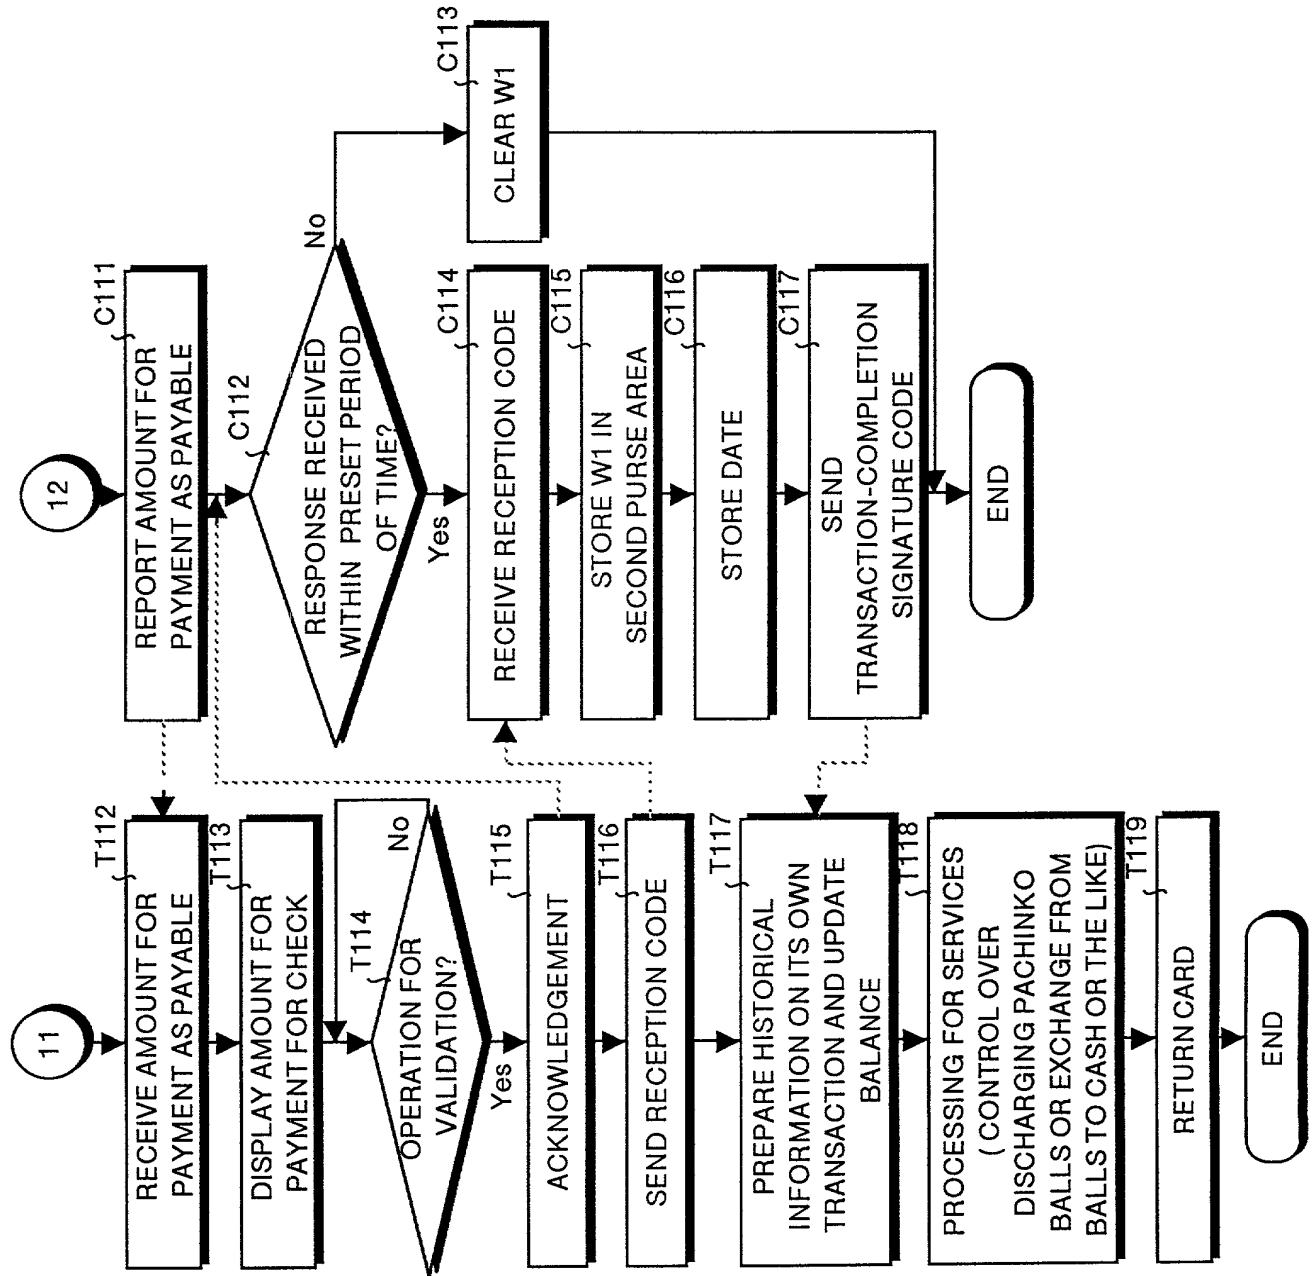 11
T112
RECEIVE AMOUNT FOR
PAYMENT AS PAYABLE
T113
DISPLAY AMOUNT FOR
PAYMENT FOR CHECK
T114
OPERATION FOR
VALIDATION?
No
Yes
T115
ACKNOWLEDGEMENT
T116
SEND RECEPTION CODE
T117
PREPARE HISTORICAL
INFORMATION ON ITS OWN
TRANSACTION AND UPDATE
BALANCE
T118
PROCESSING FOR SERVICES
(CONTROL OVER
DISCHARGING PACHINKO
BALLS OR EXCHANGE FROM
BALLS TO CASH OR THE LIKE)
T119
RETURN CARD
END
12
C111
REPORT AMOUNT FOR
PAYMENT AS PAYABLE
C112
RESPONSE RECEIVED
WITHIN PRESET PERIOD
OF TIME?
No
Yes
C113
CLEAR W1
C114
RECEIVE RECEPTION CODE
C115
STORE W1 IN
SECOND PURSE AREA
C116
STORE DATE
C117
SEND
TRANSACTION-COMPLETION
SIGNATURE CODE
END